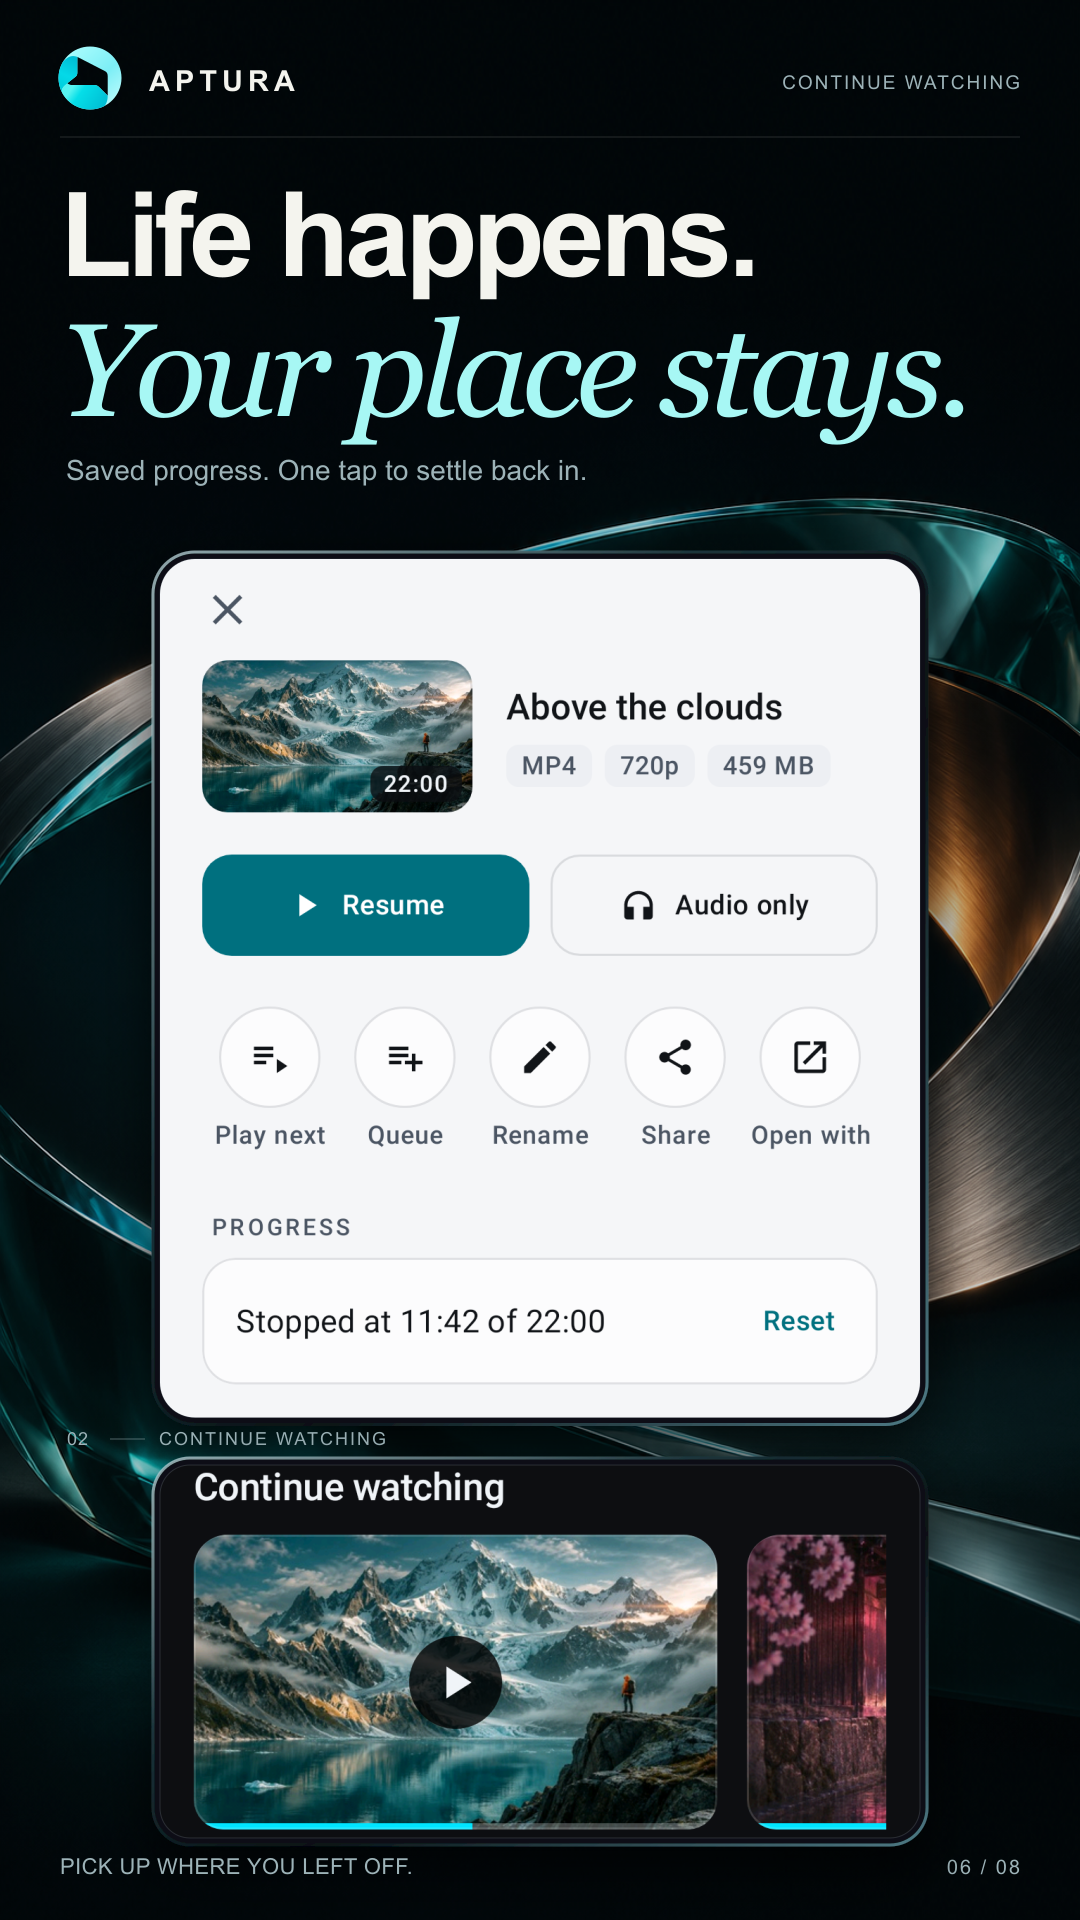 APTURA
CONTINUE WATCHING
Life happens.
Your place stays.
Saved progress. One tap to settle back in.
22:00
Above the clouds
MP4 720p 459 MB
Resume
Audio only
Play next Queue Rename Share Open with
PROGRESS
Stopped at 11:42 of 22:00
Reset
02 CONTINUE WATCHING
Continue watching
PICK UP WHERE YOU LEFT OFF.
06 / 08